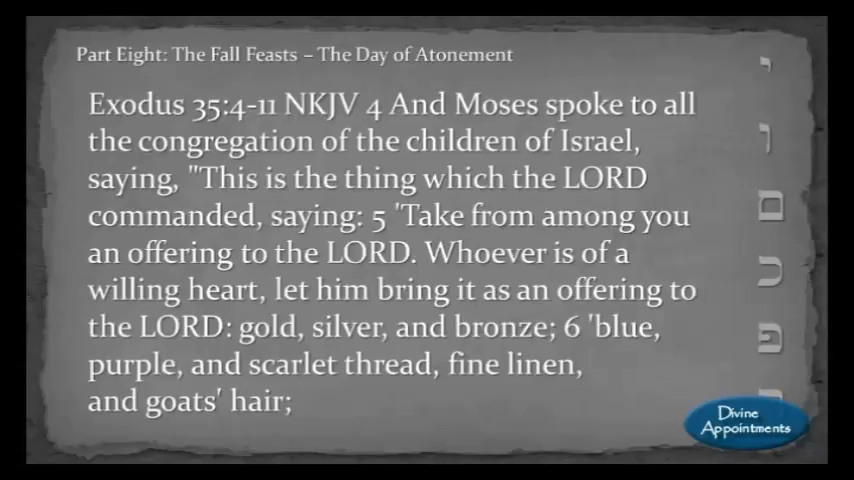 Part Eight: The Fall Feasts – The Day of Atonement
Exodus 35:4-11 NKJV 4 And Moses spoke to all
the congregation of the children of Israel,
saying, "This is the thing which the LORD
commanded, saying: 5 'Take from among you
an offering to the LORD. Whoever is of a
willing heart, let him bring it as an offering to
the LORD: gold, silver, and bronze; 6 'blue,
purple, and scarlet thread, fine linen,
and goats' hair;
י
ו
ם
כ
פ
Divine
Appointments